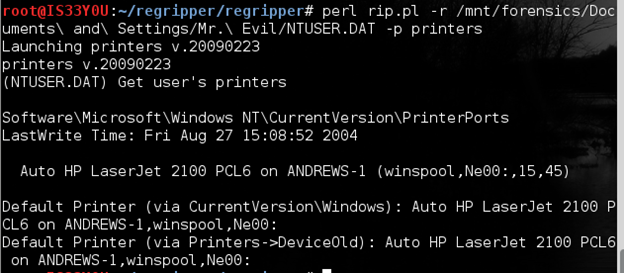 root@IS33Y0U:~/regripper/regripper# perl rip.pl -r /mnt/forensics/Doc
uments\ and\ Settings/Mr.\ Evil/NTUSER.DAT -p printers
Launching printers v.20090223
printers v.20090223
(NTUSER.DAT) Get user's printers
Software\Microsoft\Windows NT\CurrentVersion\PrinterPorts
LastWrite Time: Fri Aug 27 15:08:52 2004
Auto HP LaserJet 2100 PCL6 on ANDREWS-1 (winspool,Ne00:,15,45)
Default Printer (via CurrentVersion\Windows): Auto HP LaserJet 2100 P
CL6 on ANDREWS-1,winspool,Ne00:
Default Printer (via Printers->DeviceOld): Auto HP LaserJet 2100 PCL6
on ANDREWS-1,winspool,Ne00: